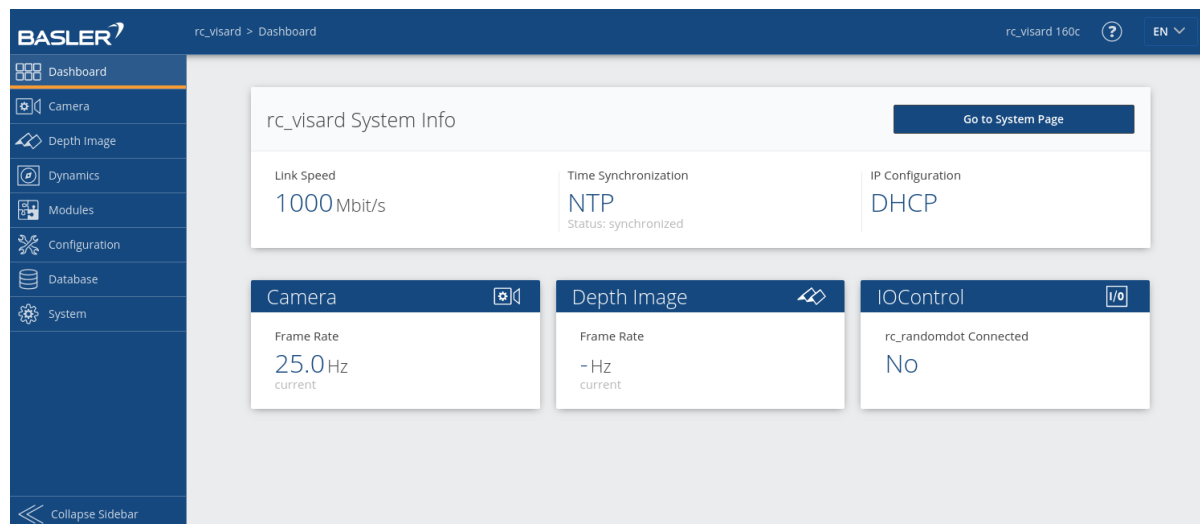 BASLER
rc_visard > Dashboard
rc_visard 160c
?
EN
Dashboard
Camera
Depth Image
Dynamics
Modules
Configuration
Database
System
Collapse Sidebar
rc_visard System Info
Go to System Page
Link Speed
1000 Mbit/s
Time Synchronization
NTP
Status: synchronized
IP Configuration
DHCP
Camera
Frame Rate
25.0 Hz
current
Depth Image
Frame Rate
- Hz
current
IOControl
I/0
rc_randomdot Connected
No